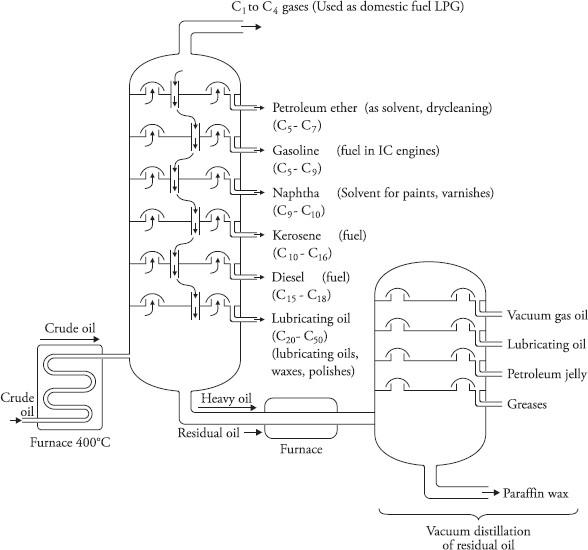 C₁ to C₄ gases (Used as domestic fuel LPG)
Petroleum ether (as solvent, drycleaning)
(C₅ - C₇)
Gasoline (fuel in IC engines)
(C₅ - C₉)
Naphtha (Solvent for paints, varnishes)
(C₉ - C₁₀)
Kerosene (fuel)
(C₁₀ - C₁₆)
Diesel (fuel)
(C₁₅ - C₁₈)
Lubricating oil
(C₂₀- C₅₀)
(lubricating oils,
waxes, polishes)
Crude oil
Crude
oil
Furnace 400°C
Heavy oil
Residual oil
Furnace
Vacuum gas oil
Lubricating oil
Petroleum jelly
Greases
Paraffin wax
Vacuum distillation
of residual oil